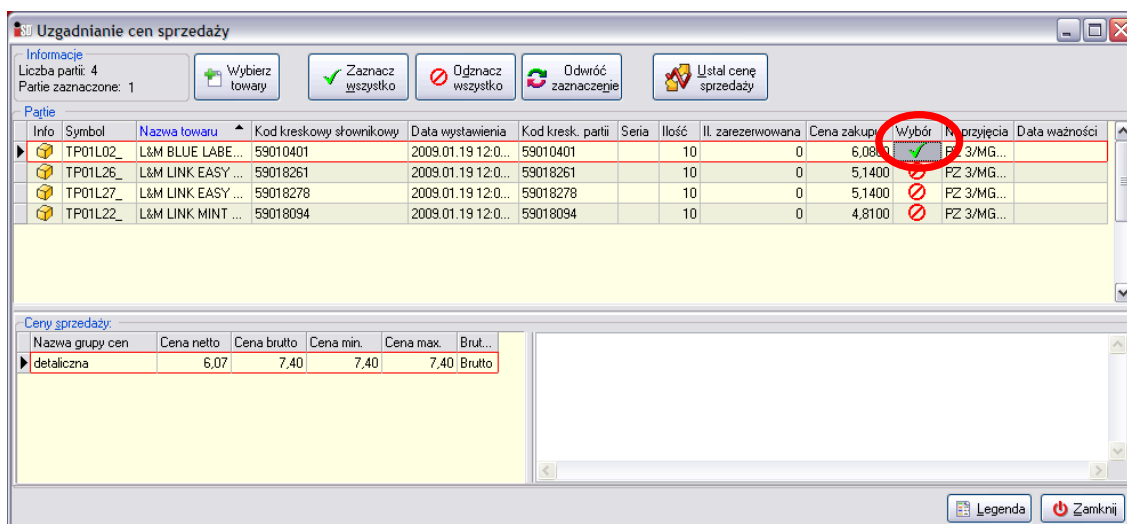 Uzgadnianie cen sprzedaży
Informacje
Liczba partii: 4
Partie zaznaczone: 1
Wybierz towary
Zaznacz wszystko
Odznacz wszystko
Odwróć zaznaczenie
Ustal cenę sprzedaży
Partie
Info Symbol Nazwa towaru Kod kreskowy słownikowy Data wystawienia Kod kresk. partii Seria Ilość Il. zarezerwowana Cena zakupu Wybór przyjęcia Data ważności
TP01L02_ L&M BLUE LABE... 59010401 2009.01.19 12:0... 59010401 10 0 6,0800 PZ 3/MG...
TP01L26_ L&M LINK EASY ... 59018261 2009.01.19 12:0... 59018261 10 0 5,1400 PZ 3/MG...
TP01L27_ L&M LINK EASY ... 59018278 2009.01.19 12:0... 59018278 10 0 5,1400 PZ 3/MG...
TP01L22_ L&M LINK MINT ... 59018094 2009.01.19 12:0... 59018094 10 0 4,8100 PZ 3/MG...
Ceny sprzedaży:
Nazwa grupy cen Cena netto Cena brutto Cena min. Cena max. Brut...
detaliczna 6,07 7,40 7,40 7,40 Brutto
Legenda Zamknij